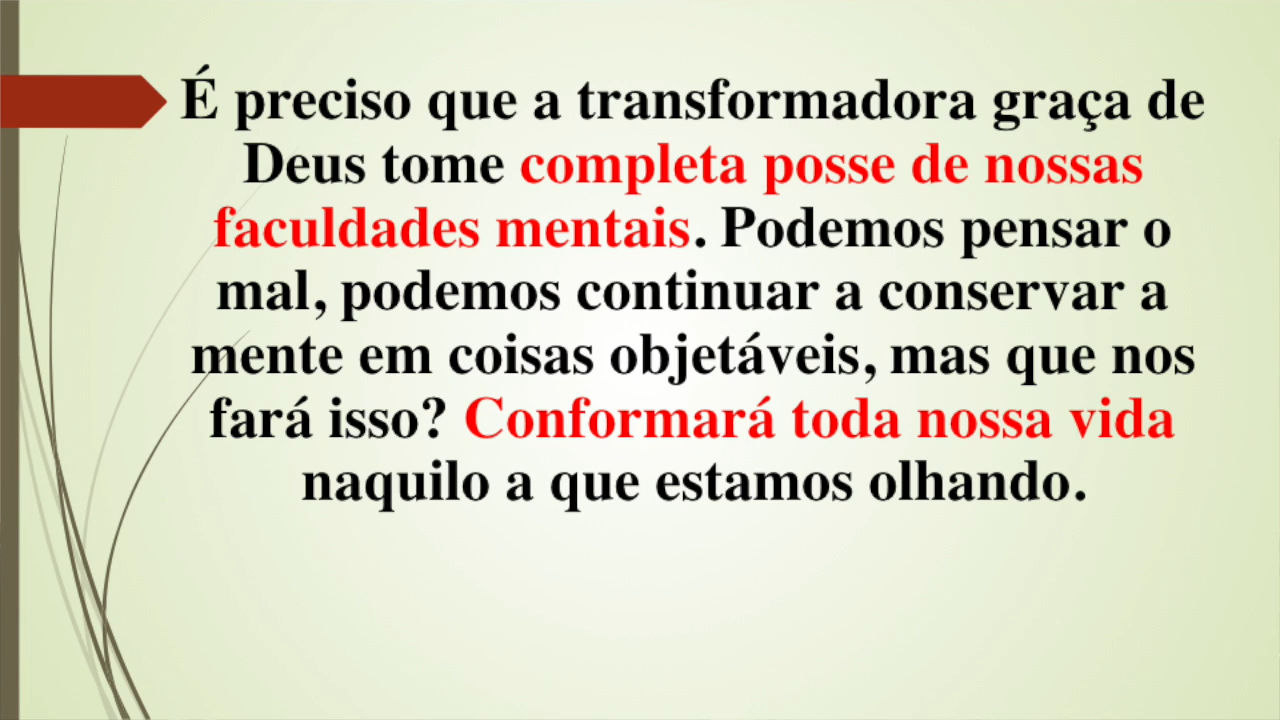 É preciso que a transformadora graça de
Deus tome completa posse de nossas
faculdades mentais. Podemos pensar o
mal, podemos continuar a conservar a
mente em coisas objetáveis, mas que nos
fará isso? Conformará toda nossa vida
naquilo a que estamos olhando.